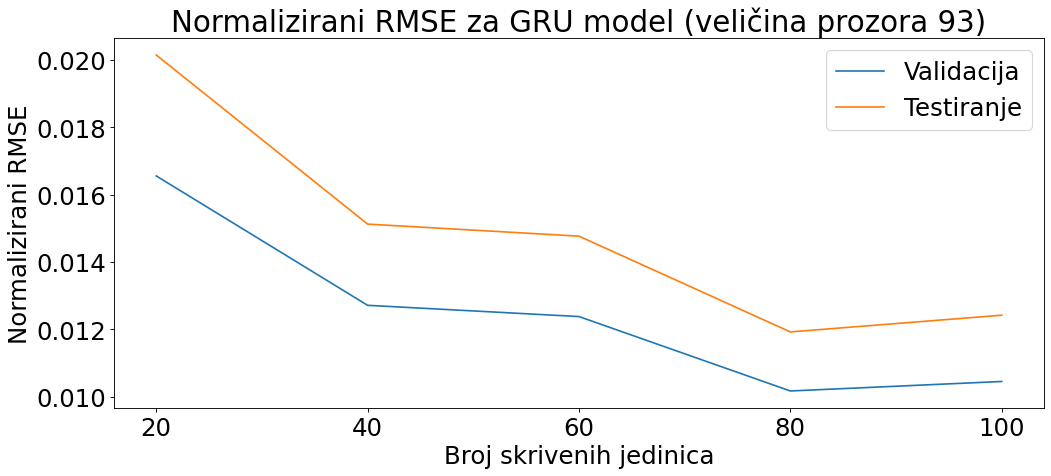 Normalizirani RMSE za GRU model (veličina prozora 93)
Validacija
Testiranje
Normalizirani RMSE
0.020
0.018
0.016
0.014
0.012
0.010
20 40 60 80 100
Broj skrivenih jedinica